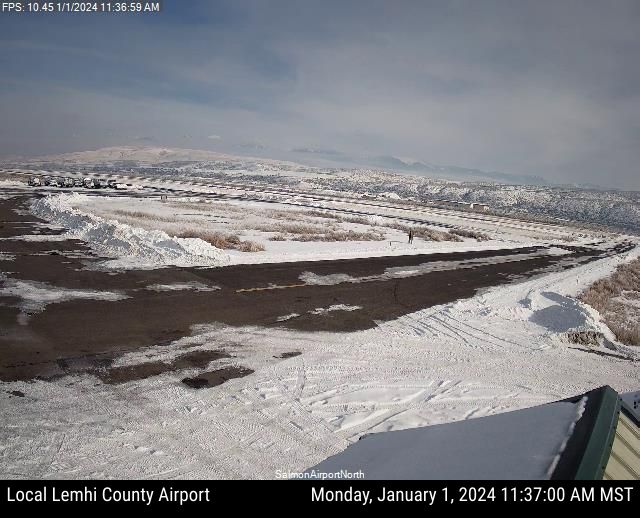 FPS: 10.45 1/1/2024 11:36:59 AM
SalmonAirportNorth
Local Lemhi County Airport
Monday, January 1, 2024 11:37:00 AM MST